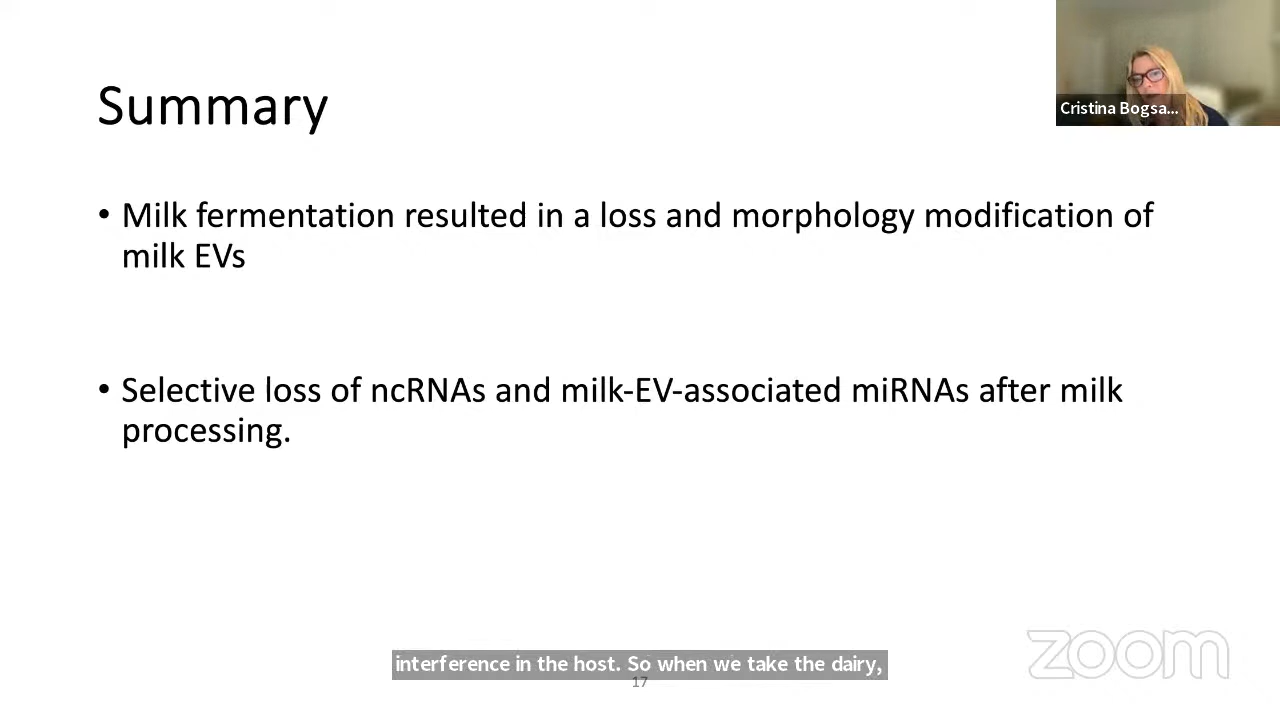 Summary
Cristina Bogsa...
• Milk fermentation resulted in a loss and morphology modification of
milk EVs
• Selective loss of ncRNAs and milk-EV-associated miRNAs after milk
processing.
interference in the host. So when we take the dairy,
17
zoom